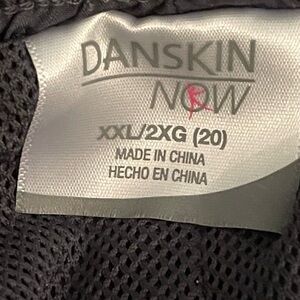 DANSKIN
NOW
XXL/2XG (20)
MADE IN CHINA
HECHO EN CHINA